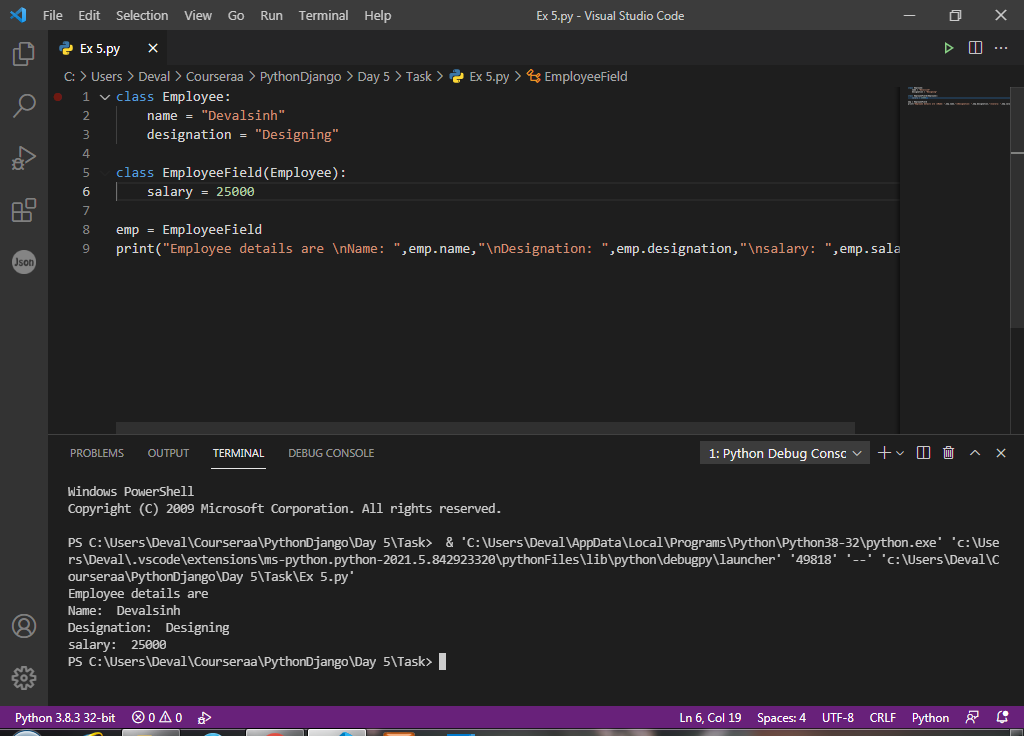 File Edit Selection View Go Run Terminal Help Ex 5.py - Visual Studio Code
Ex 5.py
C: > Users > Deval > Courseraa > PythonDjango > Day 5 > Task > Ex 5.py > EmployeeField
1 class Employee:
2 name = "Devalsinh"
3 designation = "Designing"
4
5 class EmployeeField(Employee):
6 salary = 25000
7
8 emp = EmployeeField
9 print("Employee details are \nName: ",emp.name,"\nDesignation: ",emp.designation,"\nsalary: ",emp.sala
Json
PROBLEMS OUTPUT TERMINAL DEBUG CONSOLE 1: Python Debug Consc
Windows PowerShell
Copyright (C) 2009 Microsoft Corporation. All rights reserved.
PS C:\Users\Deval\Courseraa\PythonDjango\Day 5\Task> & 'C:\Users\Deval\AppData\Local\Programs\Python\Python38-32\python.exe' 'c:\Use
rs\Deval\.vscode\extensions\ms-python.python-2021.5.842923320\pythonFiles\lib\python\debugpy\launcher' '49818' '--' 'c:\Users\Deval\C
ourseraa\PythonDjango\Day 5\Task\Ex 5.py'
Employee details are
Name: Devalsinh
Designation: Designing
salary: 25000
PS C:\Users\Deval\Courseraa\PythonDjango\Day 5\Task>
Python 3.8.3 32-bit 0 0 Ln 6, Col 19 Spaces: 4 UTF-8 CRLF Python